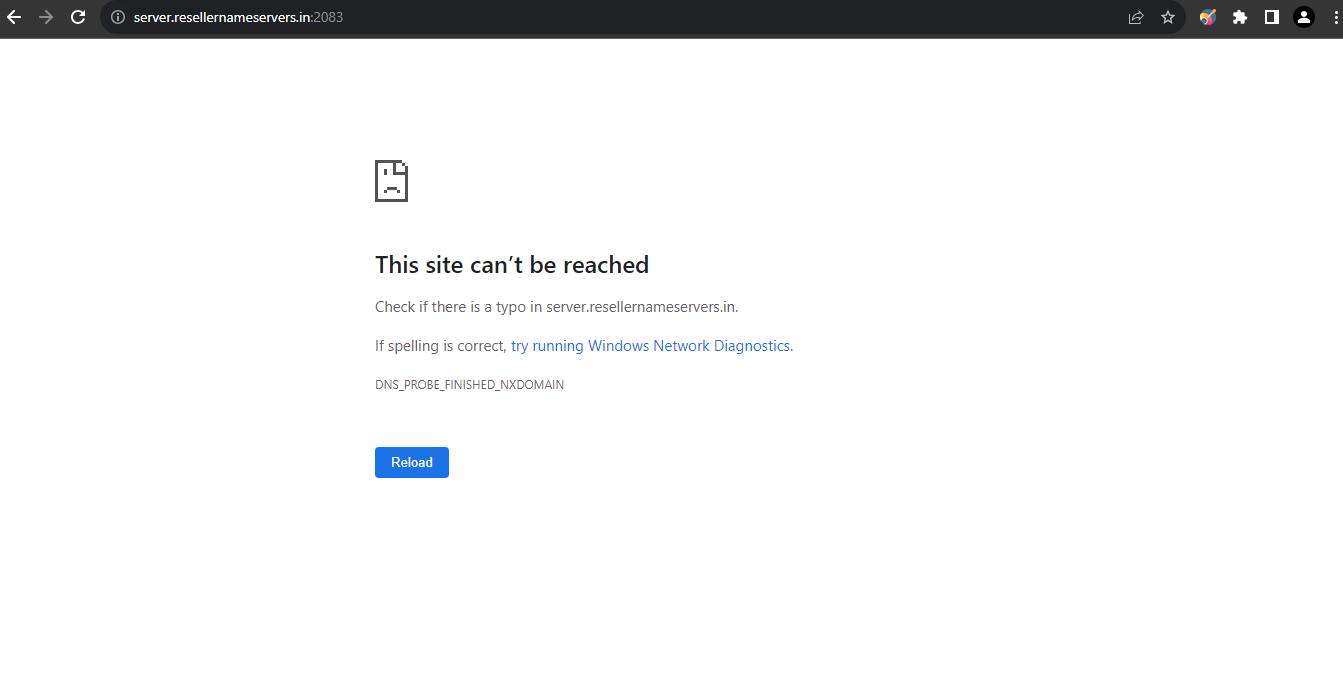 server.resellernameservers.in:2083
This site can’t be reached
Check if there is a typo in server.resellernameservers.in.
If spelling is correct, try running Windows Network Diagnostics.
DNS_PROBE_FINISHED_NXDOMAIN
Reload